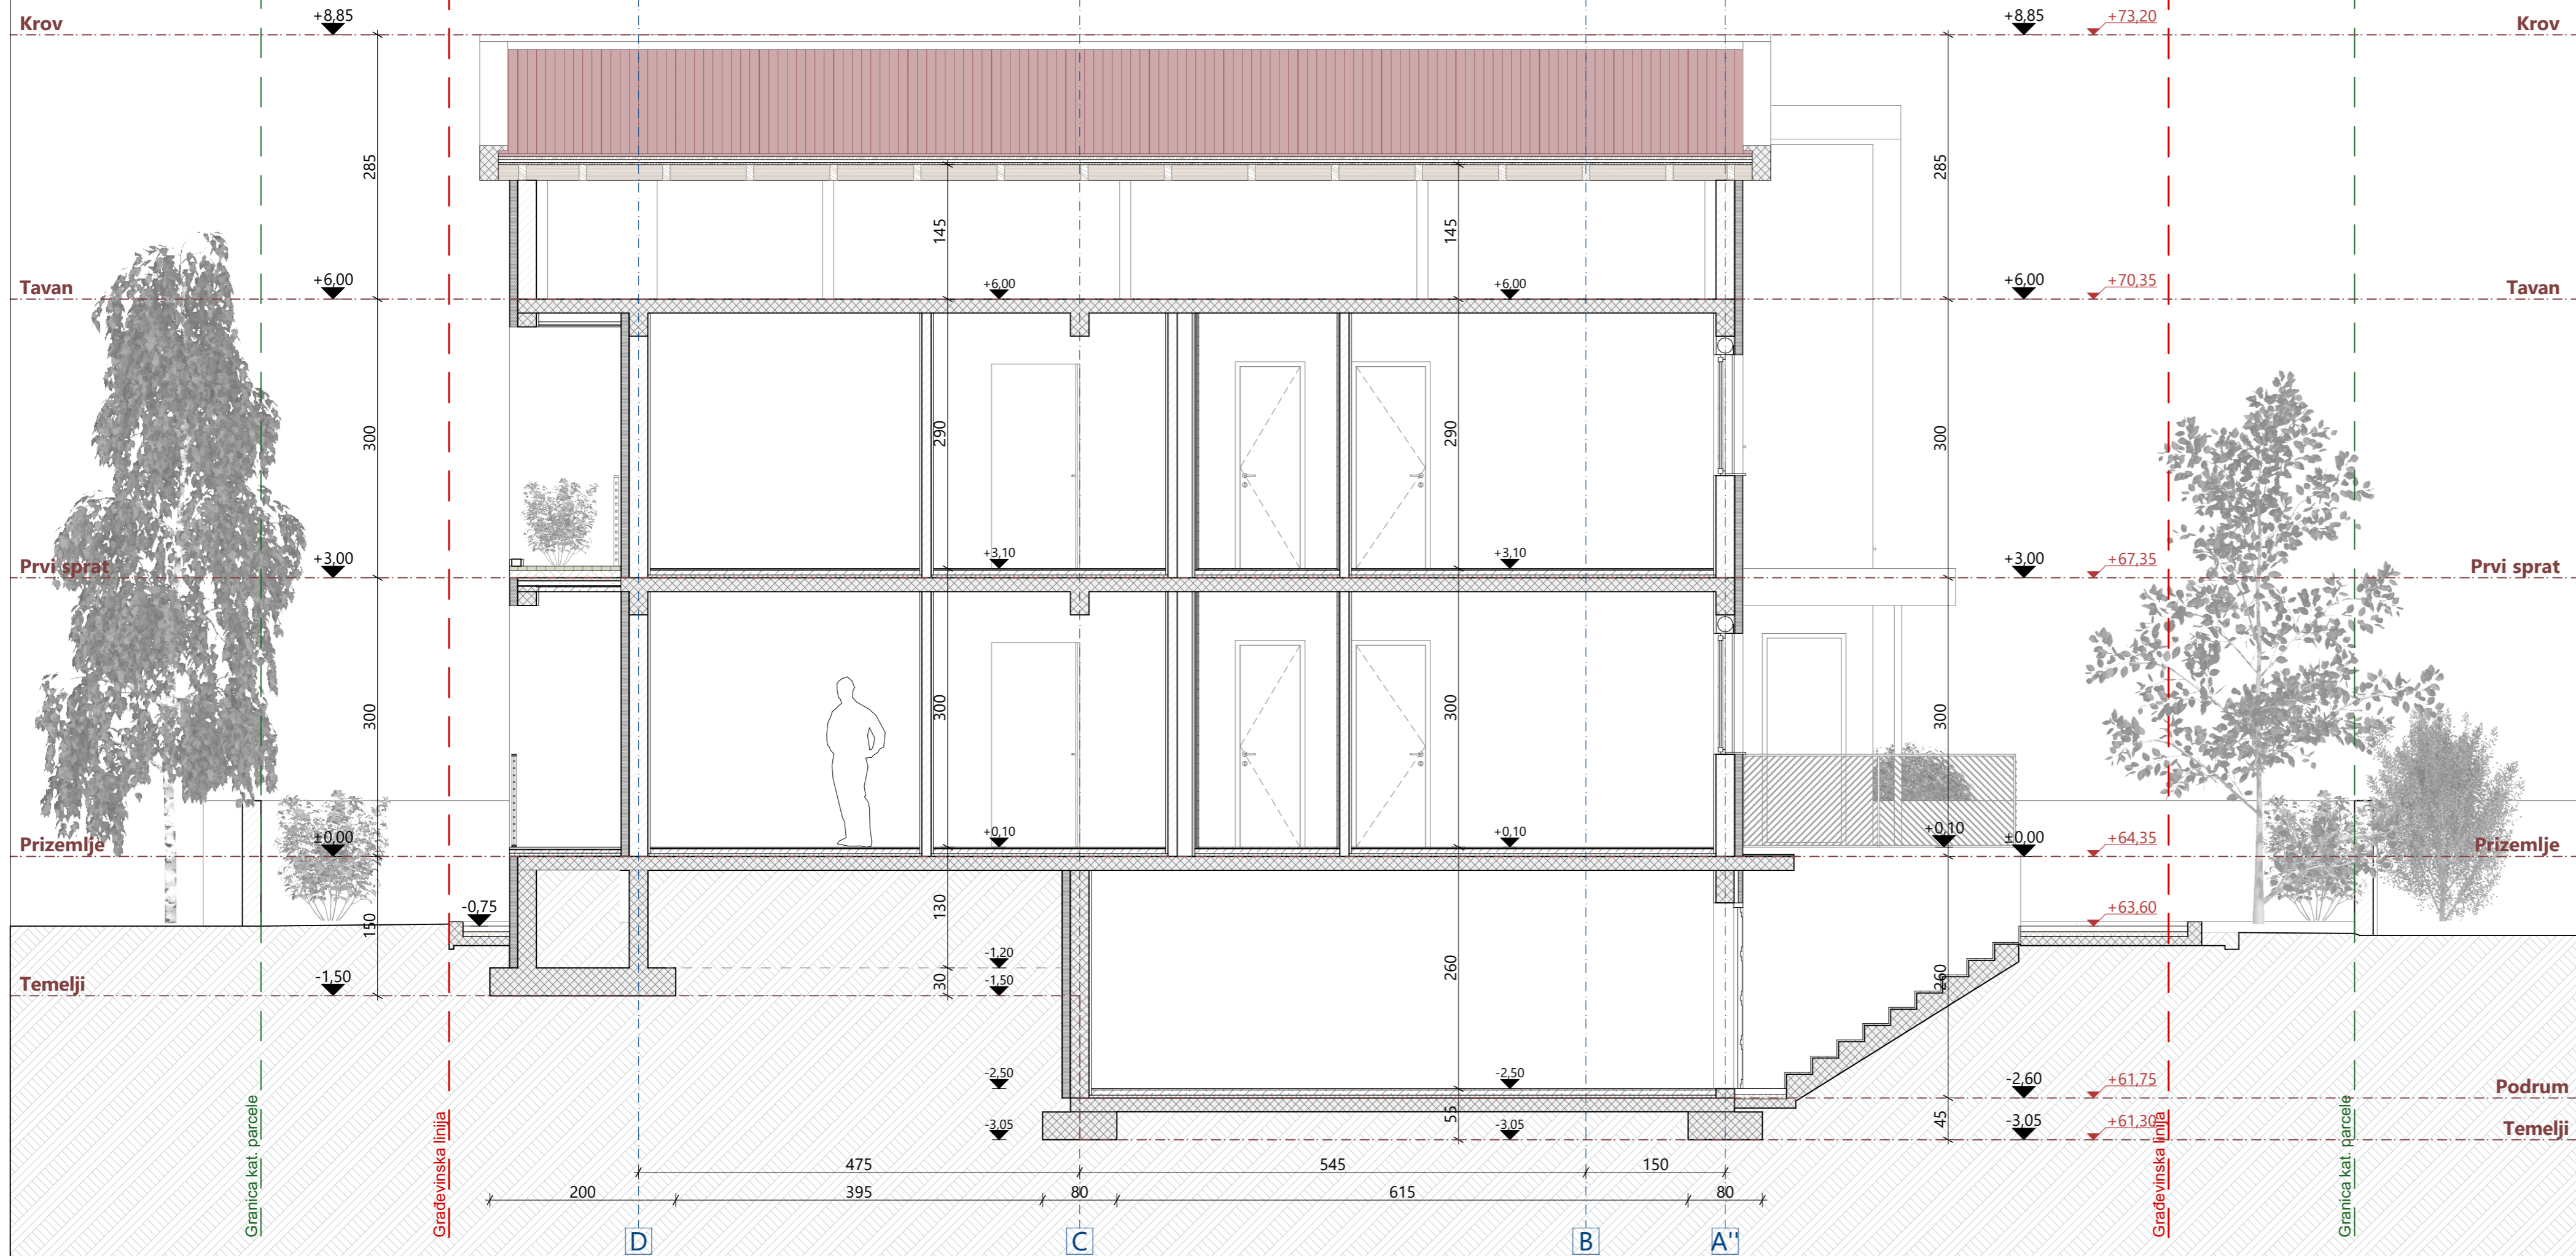 Krov +8,85 +8,85 +73,20 Krov
285 285
145 145
Tavan +6,00 +6,00 +6,00 +6,00 +70,35 Tavan
300 290 290 300
Prvi sprat +3,00 +3,10 +3,10 +3,00 +67,35 Prvi sprat
300 300 300 300
Prizemlje ±0,00 +0,10 +0,10 +0,10 ±0,00 +64,35 Prizemlje
-0,75 +63,60
150 130
-1,20
260 260
Temelji -1,50 30 -1,50
-2,50 -2,50 -2,60 +61,75 Podrum
55 45
-3,05 -3,05 -3,05 +61,30 Temelji
Granica kat. parcele
Građevinska linija
Građevinska linija
Granica kat. parcele
475 545 150
200 395 80 615 80
D C B A''